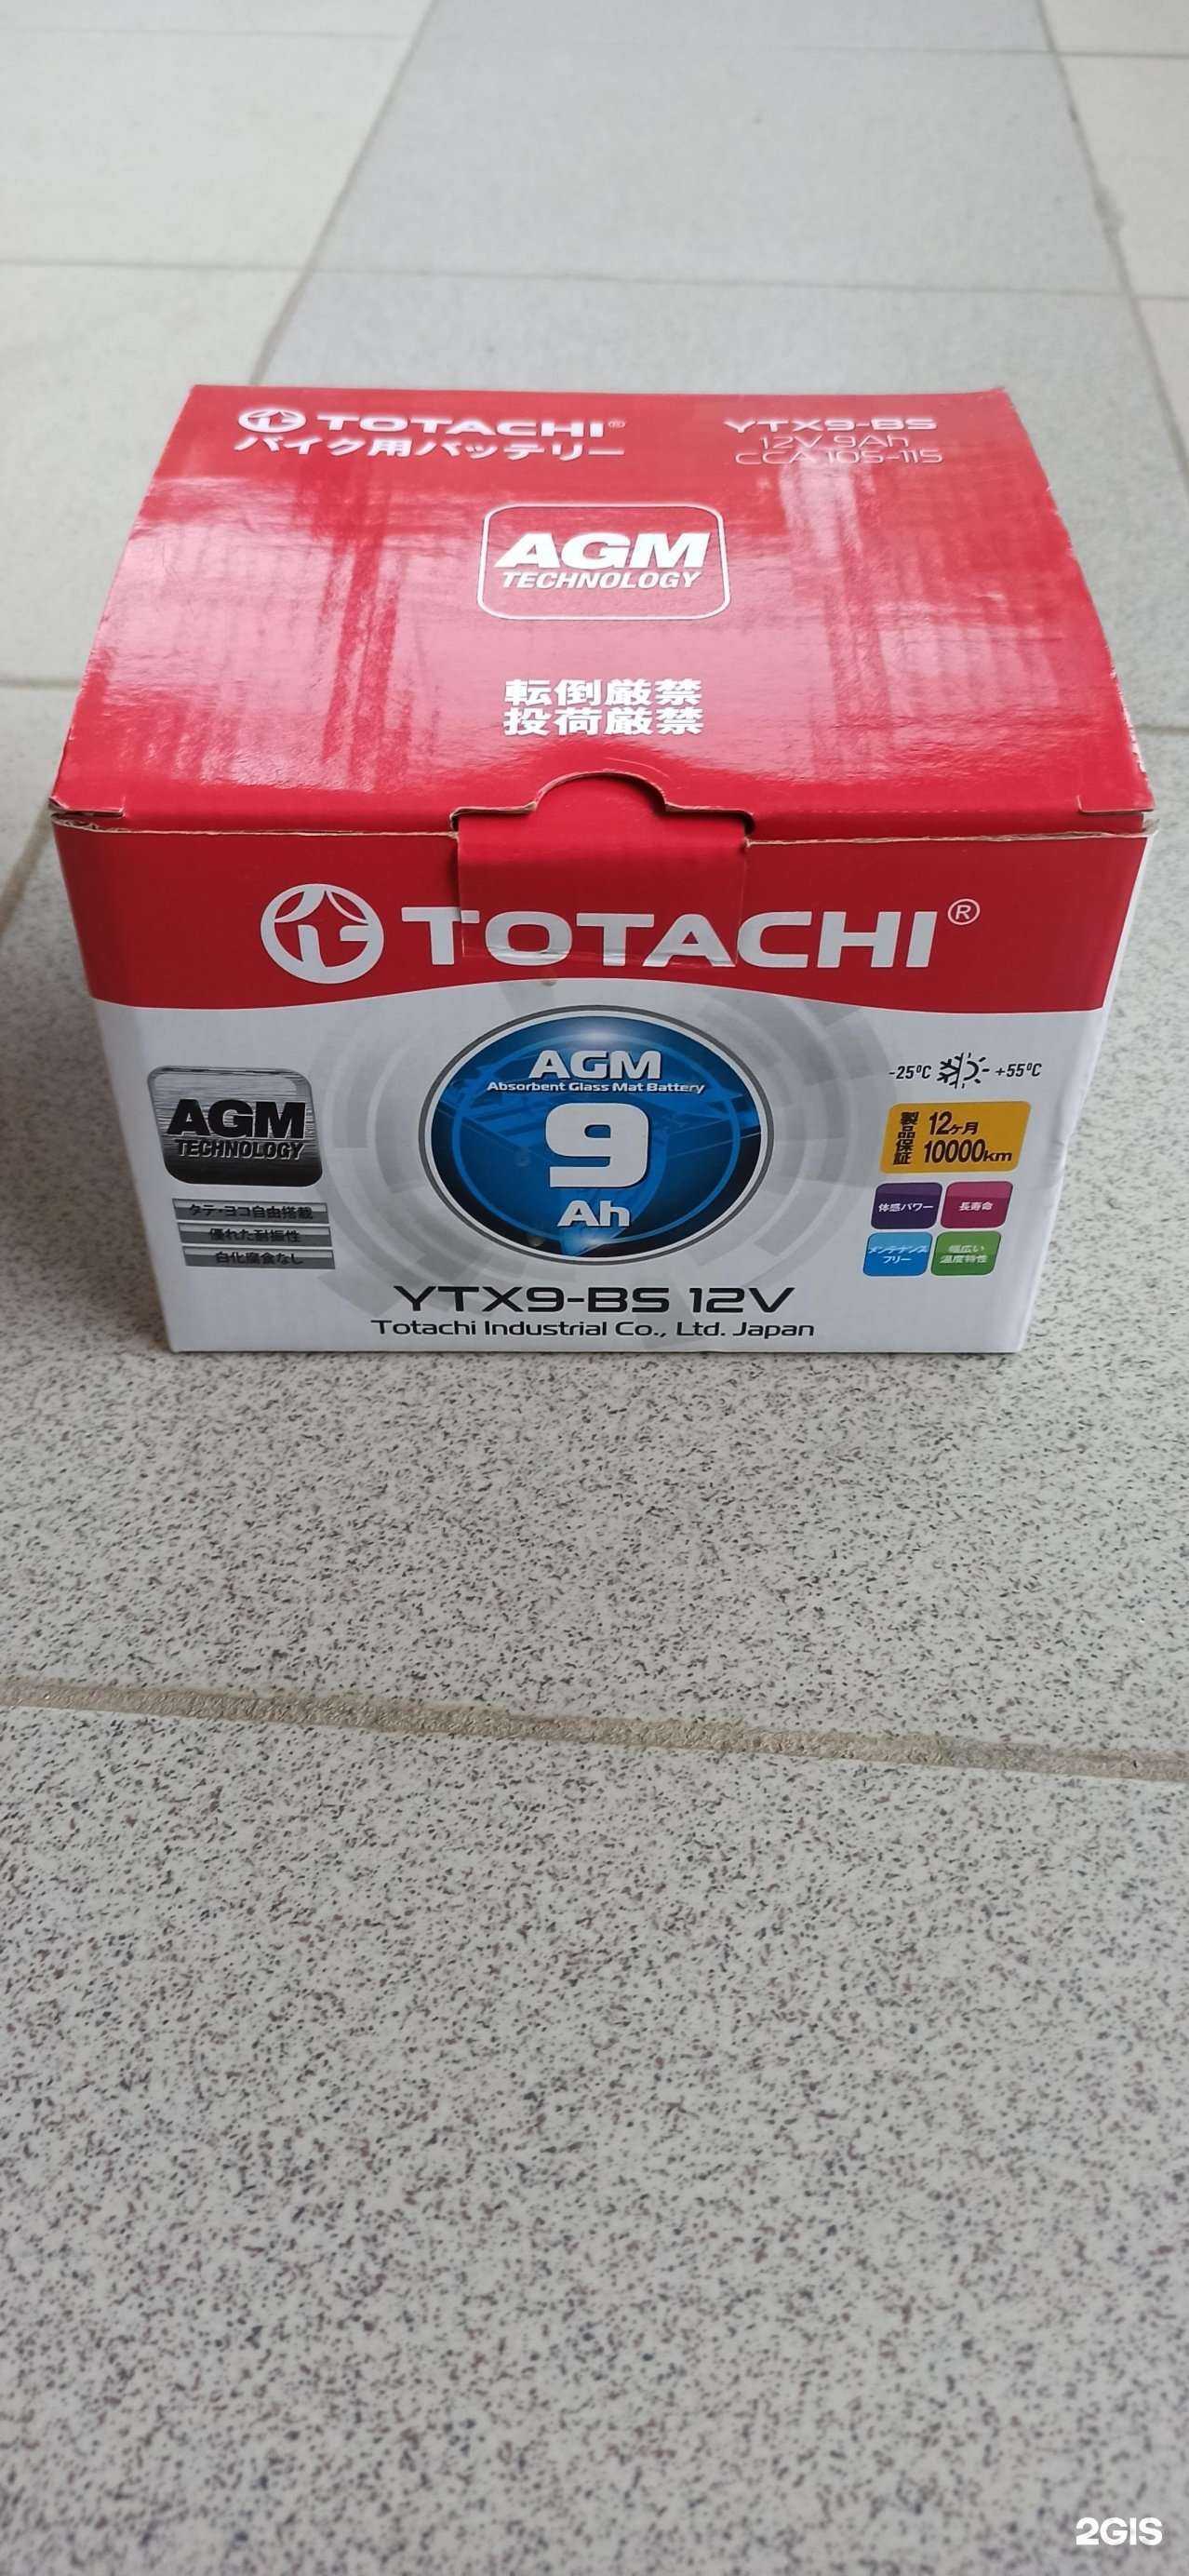 TOTACHI®
バイク用バッテリー
YTX9-BS
12V 9Ah
CCA 105-115
AGM
TECHNOLOGY
転倒厳禁
投荷厳禁
TOTACHI®
AGM
TECHNOLOGY
タテ・ヨコ自由搭載
優れた耐振性
白化腐食なし
AGM
Absorbent Glass Mat Battery
9
Ah
-25°C +55°C
製品保証
12ヶ月
10000km
体感パワー
長寿命
メンテナンス
フリー
幅広い
温度特性
YTX9-BS 12V
Totachi Industrial Co., Ltd. Japan
2GIS